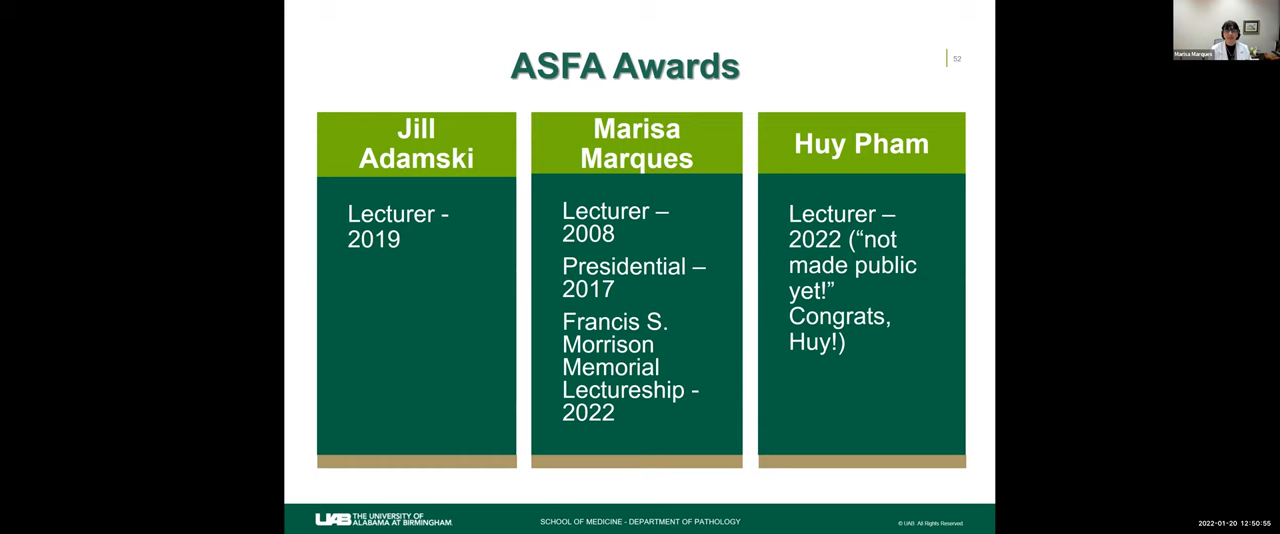 ASFA Awards
52
Marisa Marques
Jill
Adamski
Lecturer -
2019
Marisa
Marques
Lecturer –
2008
Presidential –
2017
Francis S.
Morrison
Memorial
Lectureship -
2022
Huy Pham
Lecturer –
2022 (“not
made public
yet!”
Congrats,
Huy!)
UAB THE UNIVERSITY OF
ALABAMA AT BIRMINGHAM.
SCHOOL OF MEDICINE - DEPARTMENT OF PATHOLOGY
© UAB. All Rights Reserved.
2022-01-20 12:50:55